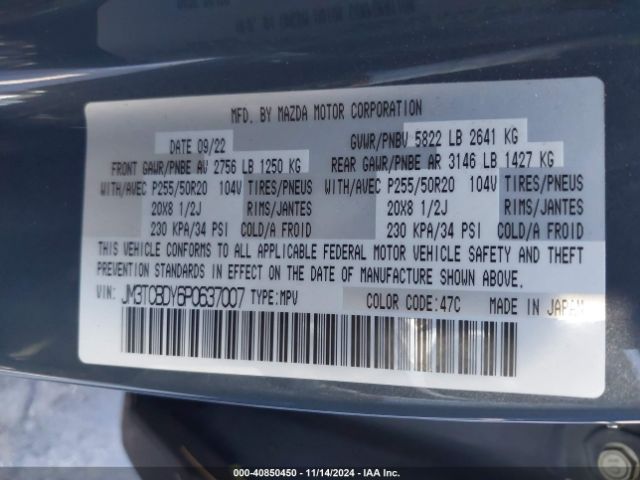 MFD. BY MAZDA MOTOR CORPORATION
DATE 09/22 GVWR/PNBV 5822 LB 2641 KG
FRONT GAWR/PNBE AV 2756 LB 1250 KG REAR GAWR/PNBE AR 3146 LB 1427 KG
WITH/AVEC P255/50R20 104V TIRES/PNEUS WITH/AVEC P255/50R20 104V TIRES/PNEUS
20X8 1/2J RIMS/JANTES 20X8 1/2J RIMS/JANTES
230 KPA/34 PSI COLD/A FROID 230 KPA/34 PSI COLD/A FROID
THIS VEHICLE CONFORMS TO ALL APPLICABLE FEDERAL MOTOR VEHICLE SAFETY AND THEFT
PREVENTION STANDARDS IN EFFECT ON THE DATE OF MANUFACTURE SHOWN ABOVE.
VIN: JM3TCBDY6P0637007 TYPE:MPV COLOR CODE:47C MADE IN JAPAN
000-40850450 - 11/14/2024 - IAA Inc.